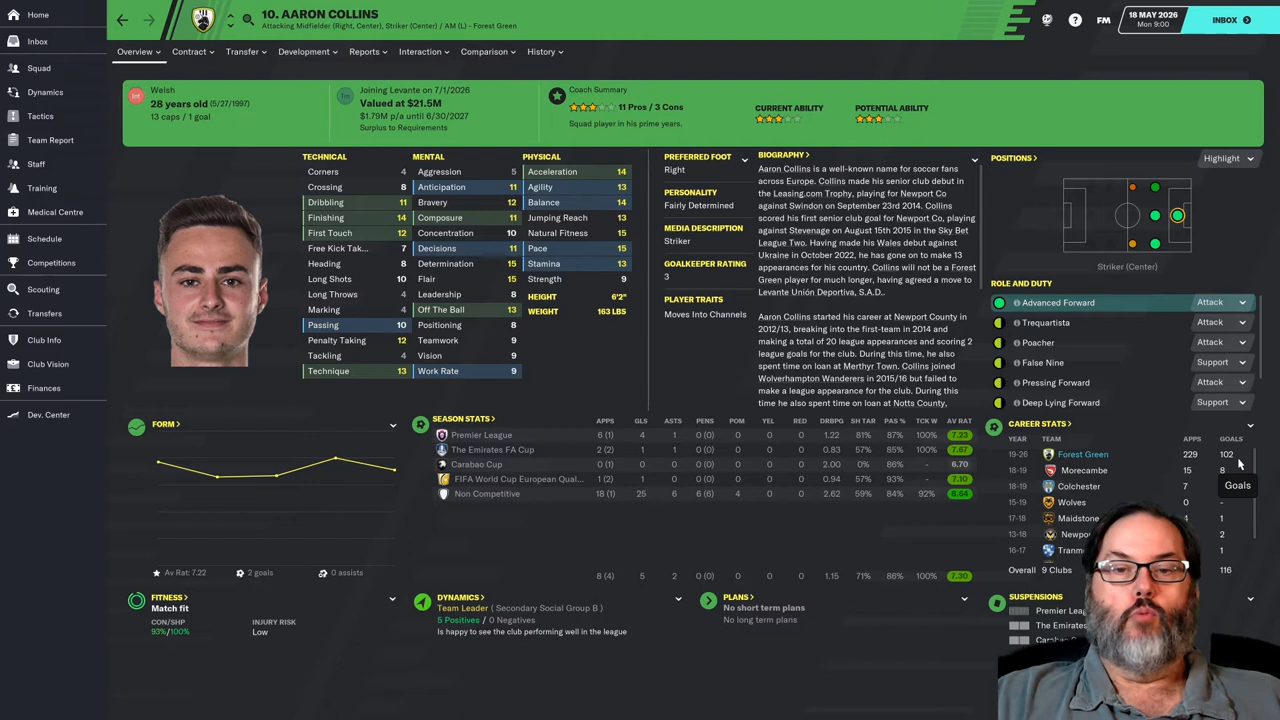 10. AARON COLLINS
Attacking Midfielder (Right, Center), Striker (Center) / AM (L) - Forest Green
FM
18 MAY 2026
Mon 9:00
INBOX
Home
Inbox
Squad
Dynamics
Tactics
Team Report
Staff
Training
Medical Centre
Schedule
Competitions
Scouting
Transfers
Club Info
Club Vision
Finances
Dev. Center
Overview
Contract
Transfer
Development
Reports
Interaction
Comparison
History
Welsh
28 years old (5/27/1997)
13 caps / 1 goal
Joining Levante on 7/1/2026
Valued at $21.5M
$1.79M p/a until 6/30/2027
Surplus to Requirements
Coach Summary
11 Pros / 3 Cons
Squad player in his prime years.
CURRENT ABILITY
POTENTIAL ABILITY
TECHNICAL
Corners 4
Crossing 8
Dribbling 11
Finishing 14
First Touch 12
Free Kick Tak... 7
Heading 8
Long Shots 10
Long Throws 4
Marking 4
Passing 10
Penalty Taking 12
Tackling 4
Technique 13
MENTAL
Aggression 5
Anticipation 11
Bravery 12
Composure 11
Concentration 10
Decisions 11
Determination 15
Flair 15
Leadership 8
Off The Ball 13
Positioning 8
Teamwork 9
Vision 9
Work Rate 9
PHYSICAL
Acceleration 14
Agility 13
Balance 14
Jumping Reach 13
Natural Fitness 15
Pace 15
Stamina 13
Strength 9
HEIGHT 6'2"
WEIGHT 163 LBS
PREFERRED FOOT
Right
PERSONALITY
Fairly Determined
MEDIA DESCRIPTION
Striker
GOALKEEPER RATING
3
PLAYER TRAITS
Moves Into Channels
BIOGRAPHY
Aaron Collins is a well-known name for soccer fans
across Europe. Collins made his senior club debut in
the Leasing.com Trophy, playing for Newport Co
against Swindon on September 23rd 2014. Collins
scored his first senior club goal for Newport Co, playing
against Stevenage on August 15th 2015 in the Sky Bet
League Two. Having made his Wales debut against
Ukraine in October 2022, he has gone on to make 13
appearances for his country. Collins will not be a Forest
Green player for much longer, having agreed a move to
Levante Unión Deportiva, S.A.D..
Aaron Collins started his career at Newport County in
2012/13, breaking into the first-team in 2014 and
making a total of 20 league appearances and scoring 2
league goals for the club. During this time, he also
spent time on loan at Merthyr Town. Collins joined
Wolverhampton Wanderers in 2015/16 but failed to
make a league appearance for the club. During this
time he also spent time on loan at Notts County,
POSITIONS
Highlight
Striker (Center)
ROLE AND DUTY
Advanced Forward Attack
Trequartista Attack
Poacher Attack
False Nine Support
Pressing Forward Attack
Deep Lying Forward Support
FORM
Av Rat: 7.22
2 goals
0 assists
SEASON STATS APPS GLS ASTS PENS POM YEL RED DRBPG SH TAR PAS % TCK W AV RAT
Premier League 6 (1) 4 1 0 (0) 0 0 0 1.22 81% 87% 100% 7.23
The Emirates FA Cup 2 (2) 1 1 0 (0) 0 0 0 0.83 57% 85% 100% 7.67
Carabao Cup 0 (1) 0 0 0 (0) 0 0 0 2.00 0% 86% - 6.70
FIFA World Cup European Qual... 1 (2) 1 0 0 (0) 0 0 0 0.94 57% 93% - 7.10
Non Competitive 18 (1) 25 6 6 (6) 4 0 0 2.62 59% 84% 92% 8.64
8 (4) 5 2 0 (0) 0 0 0 1.15 71% 86% 100% 7.30
CAREER STATS
YEAR TEAM APPS GOALS
19-26 Forest Green 229 102
18-19 Morecambe 15 8
18-19 Colchester 7
15-19 Wolves 0 -
17-18 Maidstone 1
13-18 Newpo 2
16-17 Tranm 1
Overall 9 Clubs 116
Goals
FITNESS
Match fit
CON/SHP
93%/100%
INJURY RISK
Low
DYNAMICS
Team Leader (Secondary Social Group B)
5 Positives / 0 Negatives
Is happy to see the club performing well in the league
PLANS
No short term plans
No long term plans
SUSPENSIONS
Premier Leag
The Emirates
Carabao Cup